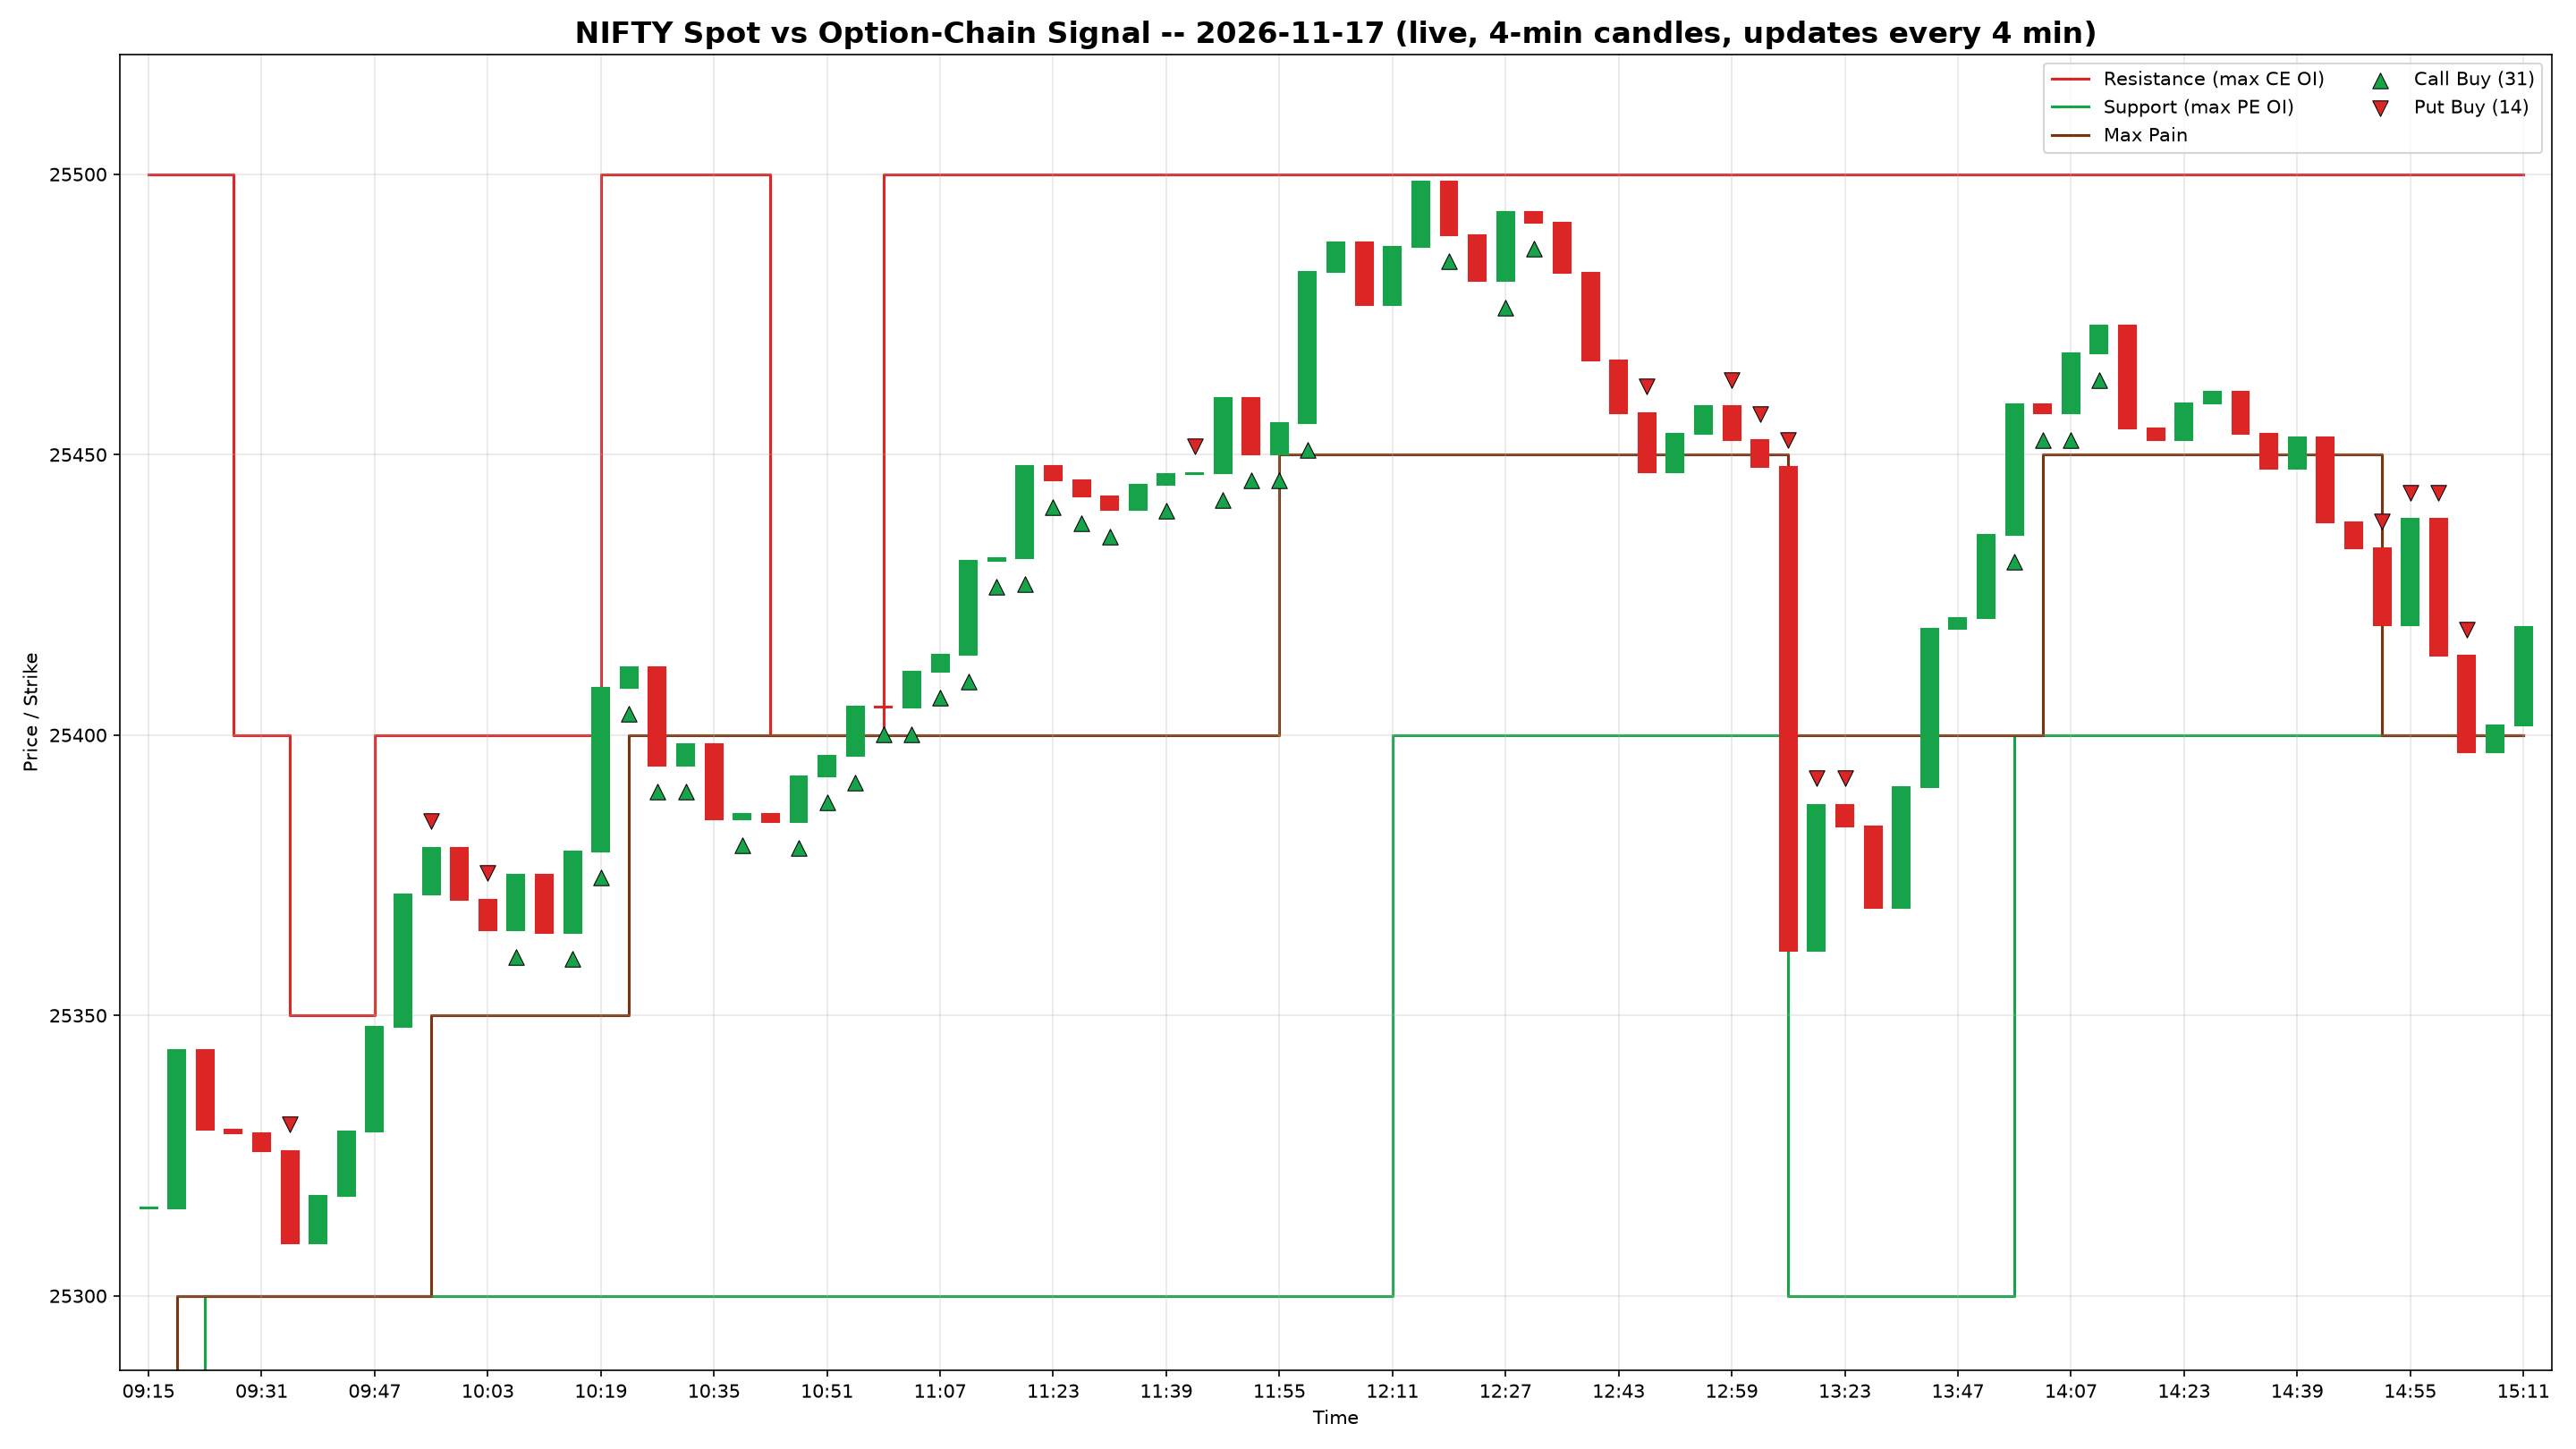 NIFTY Spot vs Option-Chain Signal -- 2026-11-17 (live, 4-min candles, updates every 4 min)
Resistance (max CE OI)
Support (max PE OI)
Max Pain
Call Buy (31)
Put Buy (14)
Price / Strike
25500
25450
25400
25350
25300
09:15 09:31 09:47 10:03 10:19 10:35 10:51 11:07 11:23 11:39 11:55 12:11 12:27 12:43 12:59 13:23 13:47 14:07 14:23 14:39 14:55 15:11
Time